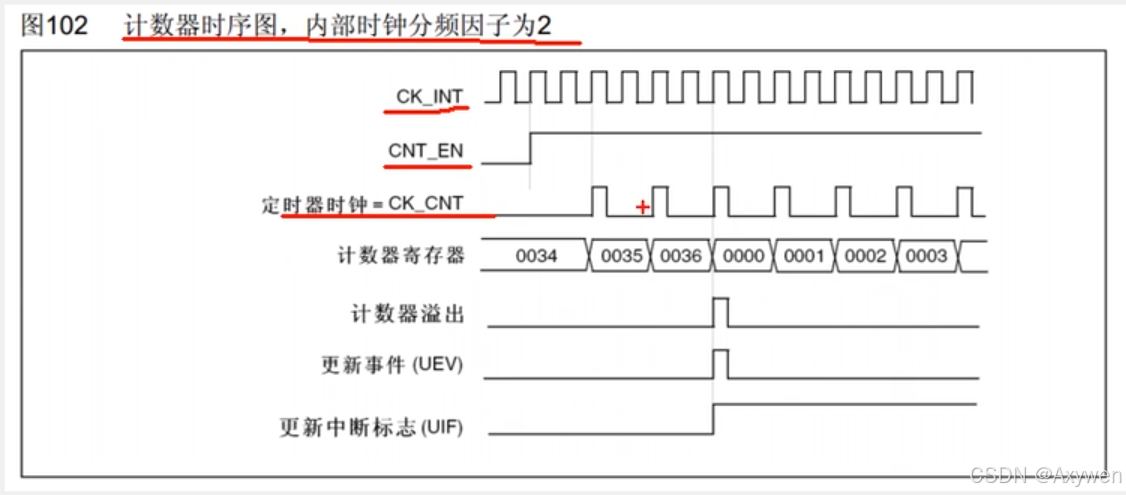 图102 计数器时序图，内部时钟分频因子为2
CK_INT
CNT_EN
定时器时钟 = CK_CNT
计数器寄存器 0034 0035 0036 0000 0001 0002 0003
计数器溢出
更新事件 (UEV)
更新中断标志 (UIF)
CSDN @Axywen